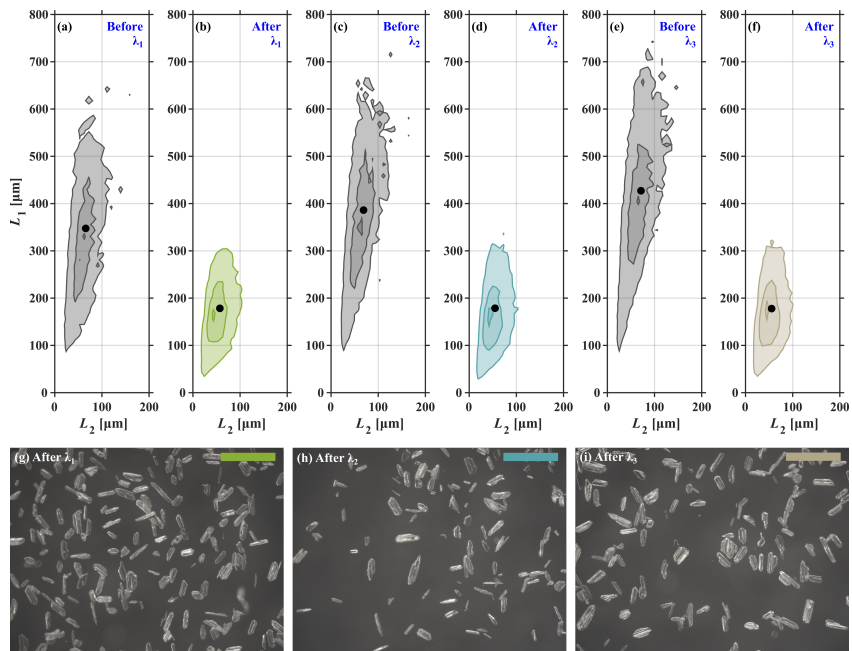 (a) Before λ1
(b) After λ1
(c) Before λ2
(d) After λ2
(e) Before λ3
(f) After λ3
L1 [µm]
800 700 600 500 400 300 200 100 0
800 700 600 500 400 300 200 100 0
800 700 600 500 400 300 200 100 0
800 700 600 500 400 300 200 100 0
800 700 600 500 400 300 200 100 0
800 700 600 500 400 300 200 100 0
0 100 200
0 100 200
0 100 200
0 100 200
0 100 200
0 100 200
L2 [µm]
L2 [µm]
L2 [µm]
L2 [µm]
L2 [µm]
L2 [µm]
(g) After λ1
(h) After λ2
(i) After λ3